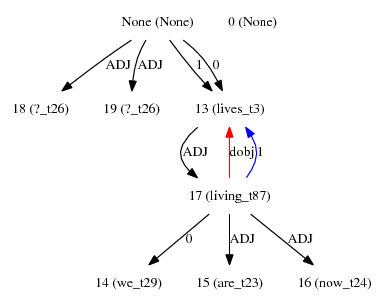 None (None) 0 (None)
ADJ ADJ 1 0
18 (?_t26) 19 (?_t26) 13 (lives_t3)
ADJ dobj 1
17 (living_t87)
0 ADJ ADJ
14 (we_t29) 15 (are_t23) 16 (now_t24)